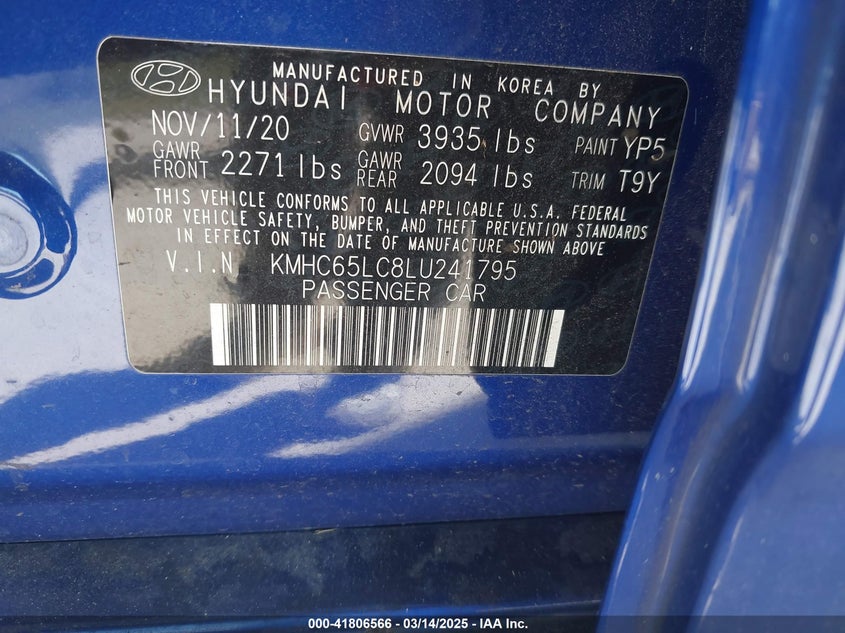 MANUFACTURED IN KOREA BY
HYUNDAI MOTOR COMPANY
NOV/11/20 GVWR 3935 lbs PAINT YP5
GAWR FRONT 2271 lbs GAWR REAR 2094 lbs TRIM T9Y
THIS VEHICLE CONFORMS TO ALL APPLICABLE U.S.A. FEDERAL
MOTOR VEHICLE SAFETY, BUMPER, AND THEFT PREVENTION STANDARDS
IN EFFECT ON THE DATE OF MANUFACTURE SHOWN ABOVE
V.I.N KMHC65LC8LU241795
PASSENGER CAR
000-41806566 - 03/14/2025 - IAA Inc.